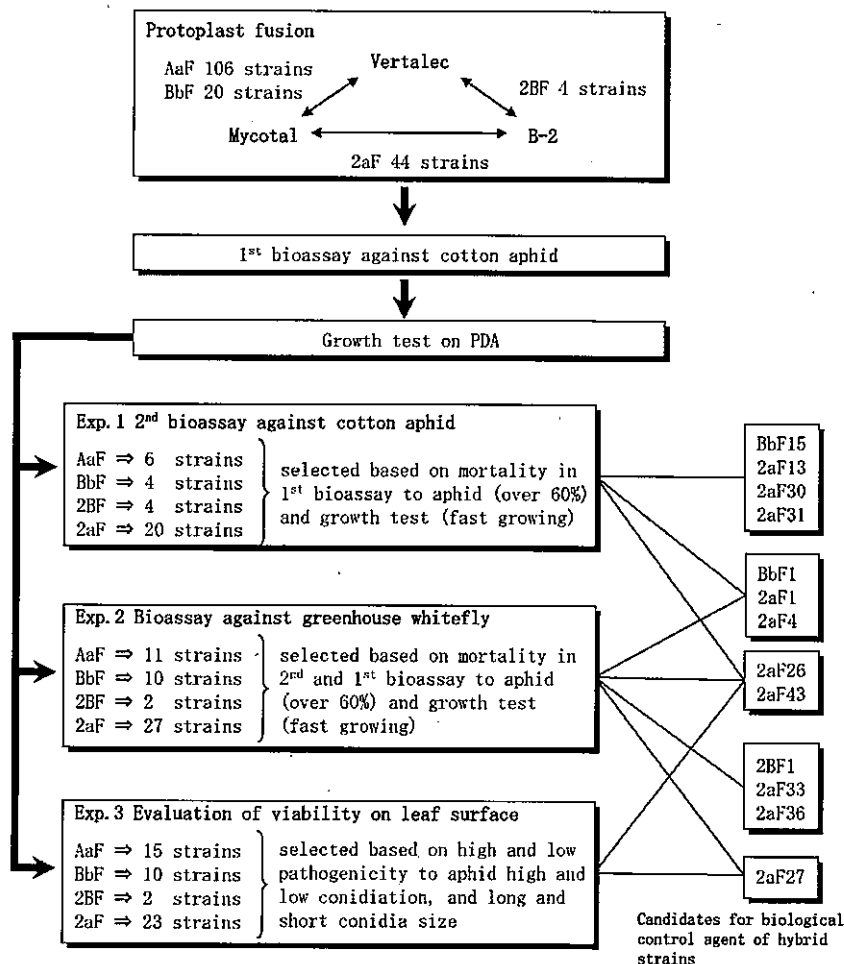 Protoplast fusion
AaF 106 strains
BbF 20 strains
Vertalec
2BF 4 strains
Mycotal
B-2
2aF 44 strains
1st bioassay against cotton aphid
Growth test on PDA
Exp. 1 2nd bioassay against cotton aphid
AaF ⇒ 6 strains
BbF ⇒ 4 strains
2BF ⇒ 4 strains
2aF ⇒ 20 strains
selected based on mortality in
1st bioassay to aphid (over 60%)
and growth test (fast growing)
Exp. 2 Bioassay against greenhouse whitefly
AaF ⇒ 11 strains
BbF ⇒ 10 strains
2BF ⇒ 2 strains
2aF ⇒ 27 strains
selected based on mortality in
2nd and 1st bioassay to aphid
(over 60%) and growth test
(fast growing)
Exp. 3 Evaluation of viability on leaf surface
AaF ⇒ 15 strains
BbF ⇒ 10 strains
2BF ⇒ 2 strains
2aF ⇒ 23 strains
selected based on high and low
pathogenicity to aphid high and
low conidiation, and long and
short conidia size
BbF15
2aF13
2aF30
2aF31
BbF1
2aF1
2aF4
2aF26
2aF43
2BF1
2aF33
2aF36
2aF27
Candidates for biological
control agent of hybrid
strains